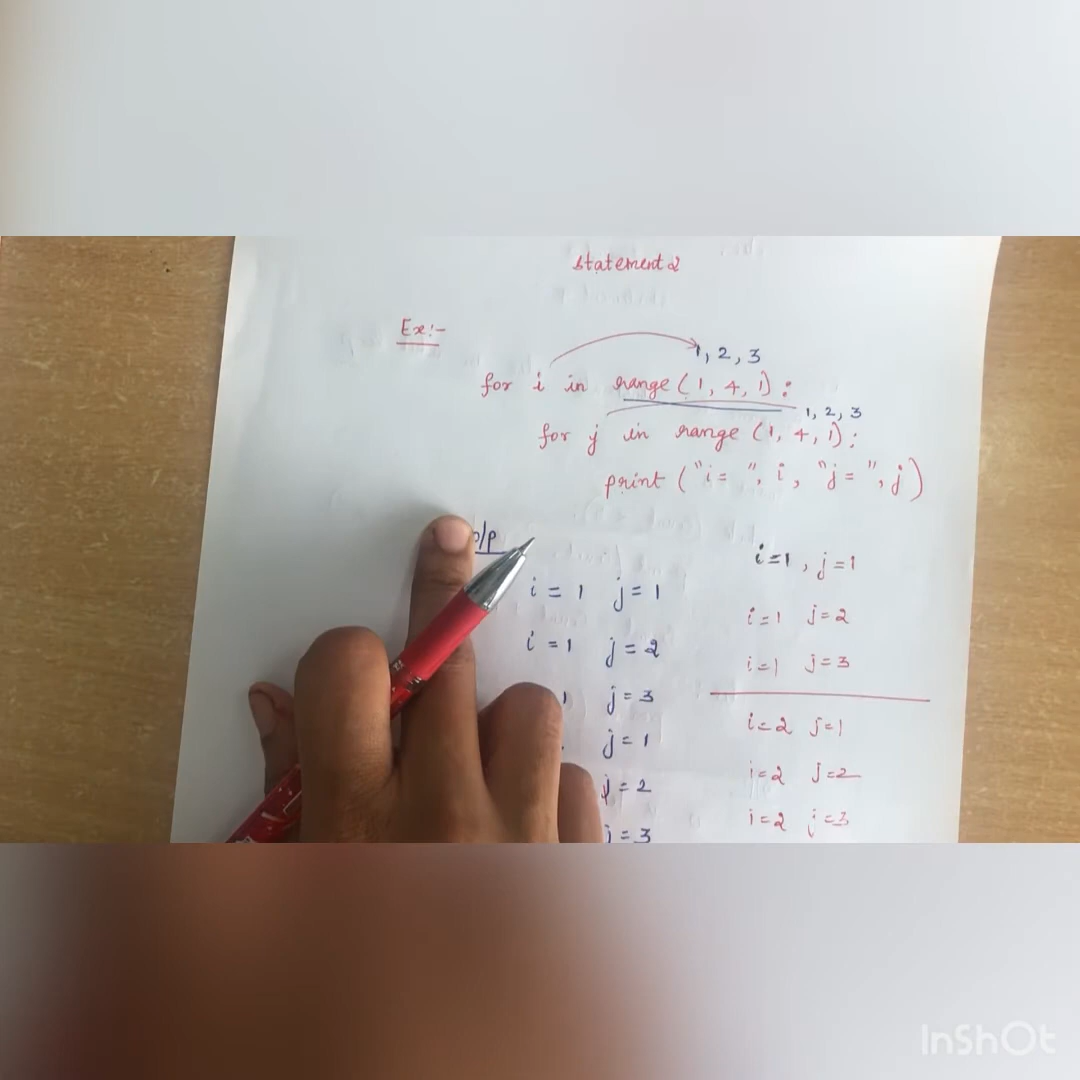 statement 2
Ex:-
1, 2, 3
for i in range (1, 4, 1) :
1, 2, 3
for j in range (1, 4, 1) :
print ("i= ", i, "j= ", j)
o/p
i = 1 j = 1
i = 1 j = 2
1 j = 3
j = 1
j = 2
j = 3
i=1 , j=1
i=1 j=2
i=1 j=3
i=2 j=1
i=2 j=2
i=2 j=3
InShOt